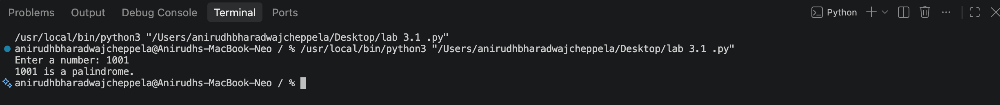 Problems Output Debug Console Terminal Ports Python
/usr/local/bin/python3 "/Users/anirudhbharadwajcheppela/Desktop/lab 3.1 .py"
anirudhbharadwajcheppela@Anirudhs-MacBook-Neo / % /usr/local/bin/python3 "/Users/anirudhbharadwajcheppela/Desktop/lab 3.1 .py"
Enter a number: 1001
1001 is a palindrome.
anirudhbharadwajcheppela@Anirudhs-MacBook-Neo / %